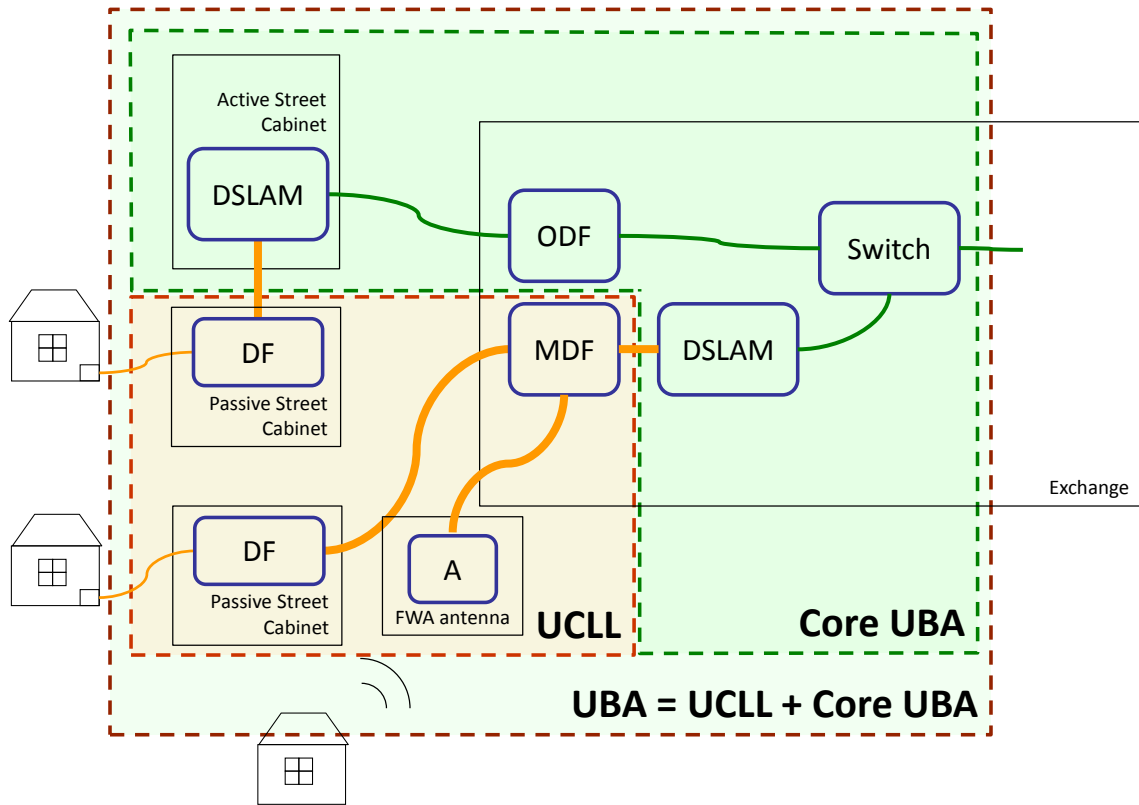 Active Street
Cabinet
DSLAM
ODF
Switch
DF
MDF
DSLAM
Passive Street
Cabinet
Exchange
DF
A
Passive Street
Cabinet
FWA antenna
UCLL
Core UBA
UBA = UCLL + Core UBA